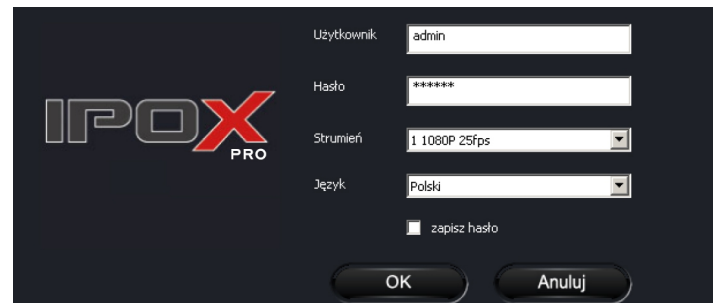 Użytkownik admin
Hasło ******
IPOX
PRO
Strumień 1 1080P 25fps
Język Polski
zapisz hasło
OK Anuluj